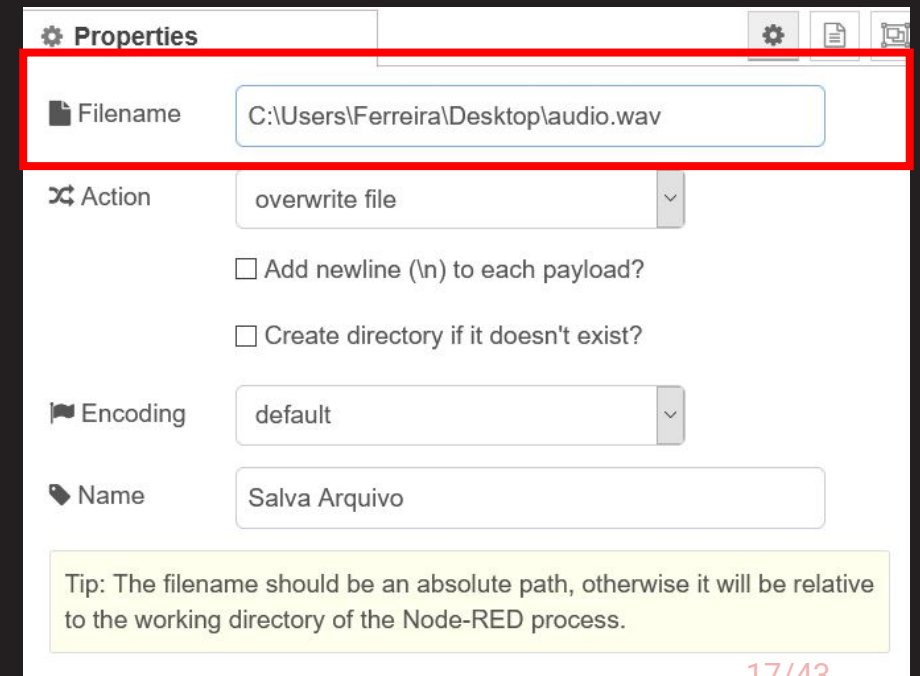 Properties
Filename
C:\Users\Ferreira\Desktop\audio.wav
Action
overwrite file
Add newline (\n) to each payload?
Create directory if it doesn't exist?
Encoding
default
Name
Salva Arquivo
Tip: The filename should be an absolute path, otherwise it will be relative
to the working directory of the Node-RED process.
17/43